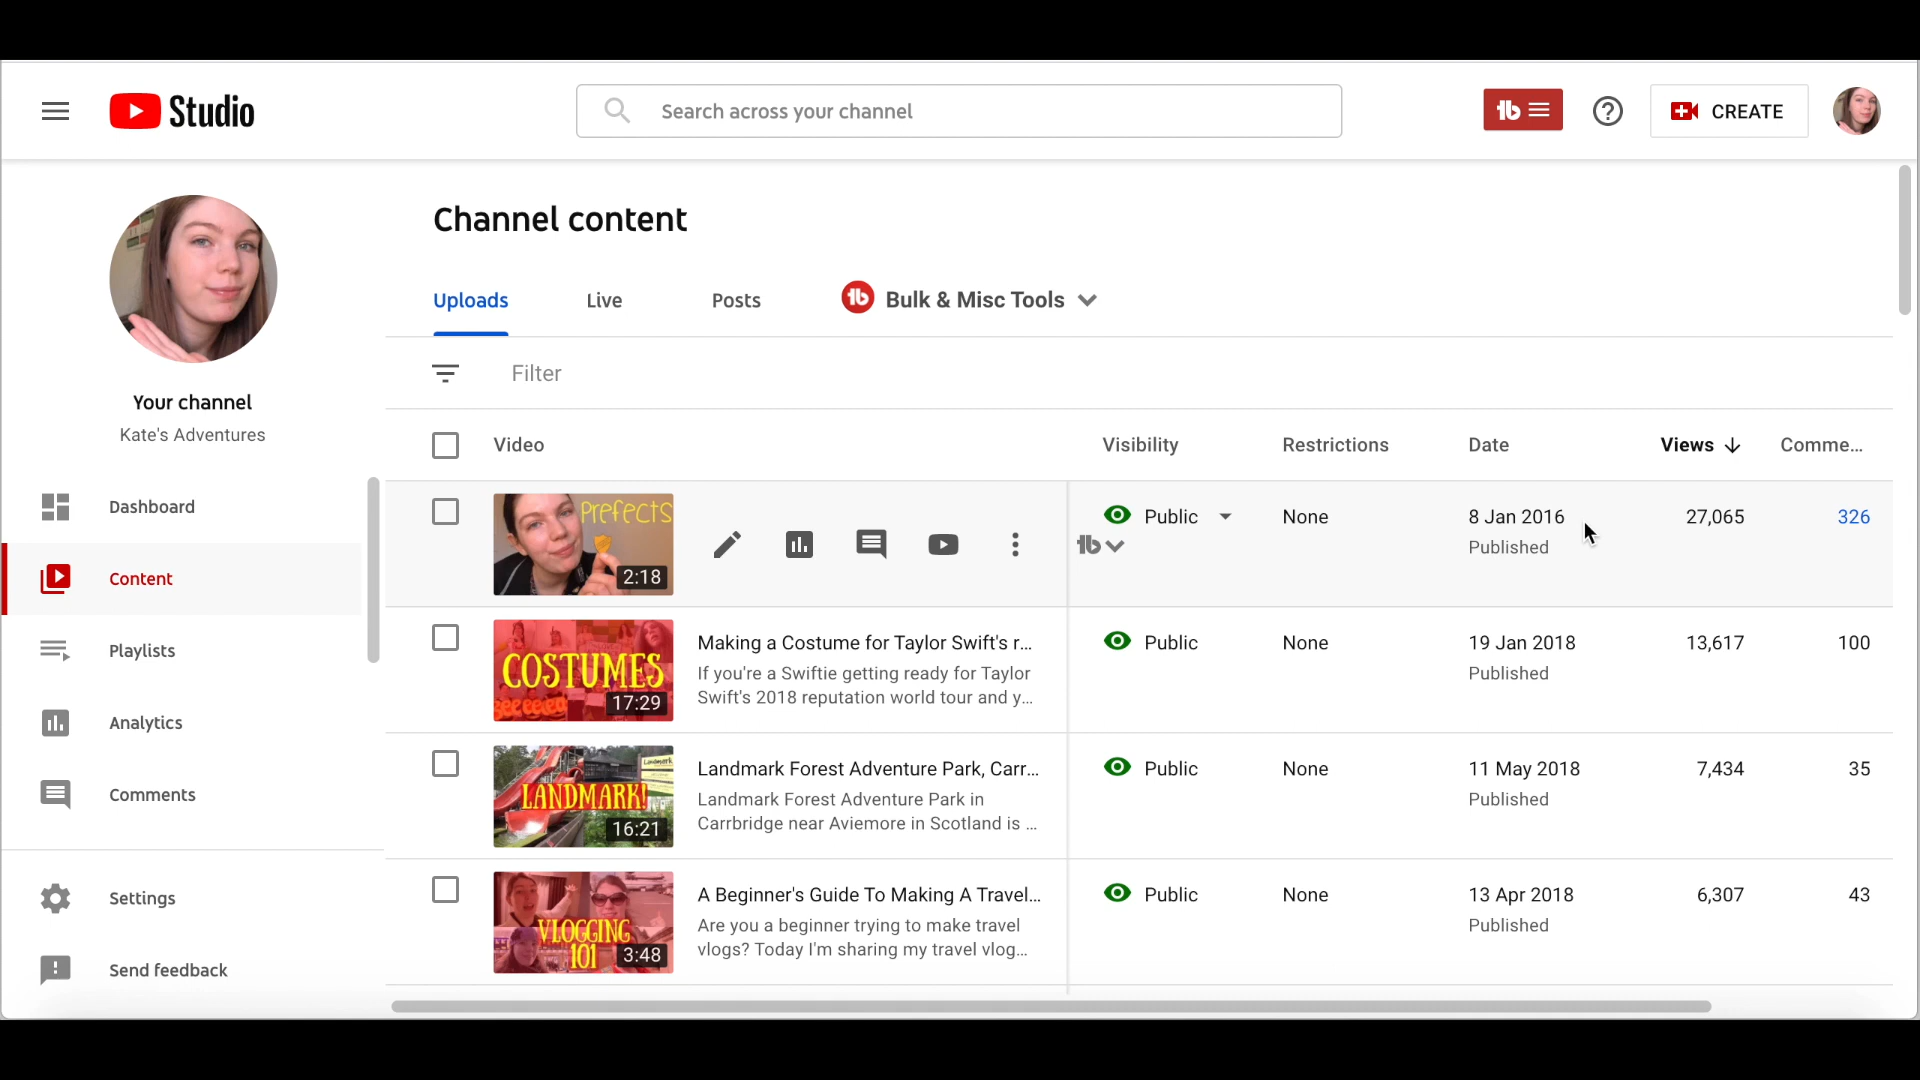 Studio
Search across your channel
CREATE
Channel content
Uploads
Live
Posts
Bulk & Misc Tools
Your channel
Kate's Adventures
Filter
Video
Visibility
Restrictions
Date
Views
Comme...
Dashboard
Content
Playlists
Analytics
Comments
Settings
Send feedback
Prefects
2:18
Public
None
8 Jan 2016
27,065
326
Published
COSTUMES
17:29
Making a Costume for Taylor Swift's r...
If you're a Swiftie getting ready for Taylor
Swift's 2018 reputation world tour and y...
Public
None
19 Jan 2018
13,617
100
Published
LANDMARK!
16:21
Landmark Forest Adventure Park, Carr...
Landmark Forest Adventure Park in
Carrbridge near Aviemore in Scotland is ...
Public
None
11 May 2018
7,434
35
Published
VLOGGING
101
3:48
A Beginner's Guide To Making A Travel...
Are you a beginner trying to make travel
vlogs? Today I'm sharing my travel vlog...
Public
None
13 Apr 2018
6,307
43
Published